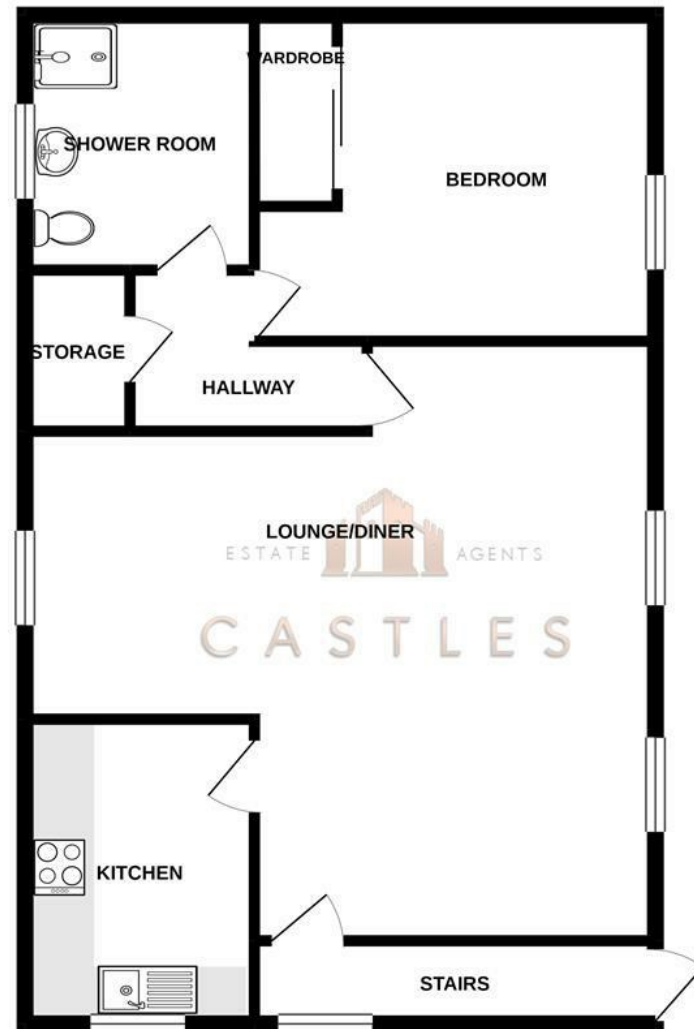 WARDROBE
SHOWER ROOM
BEDROOM
STORAGE
HALLWAY
LOUNGE/DINER
ESTATE AGENTS
CASTLES
KITCHEN
STAIRS